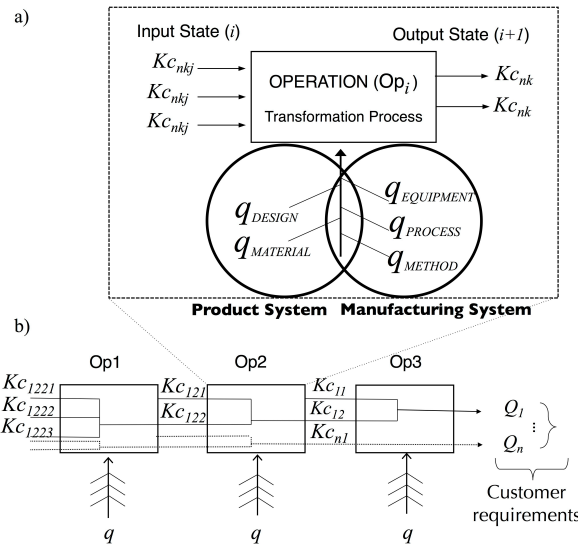 a)
Input State (i)
Output State (i+1)
Kc_nkj
Kc_nkj
Kc_nkj
OPERATION (Op_i)
Transformation Process
Kc_nk
Kc_nk
q_DESIGN
q_MATERIAL
q_EQUIPMENT
q_PROCESS
q_METHOD
Product System
Manufacturing System
b)
Op1
Op2
Op3
Kc_1221
Kc_1222
Kc_1223
Kc_121
Kc_122
Kc_11
Kc_12
Kc_n1
Q_1
⋮
Q_n
Customer
requirements
q
q
q